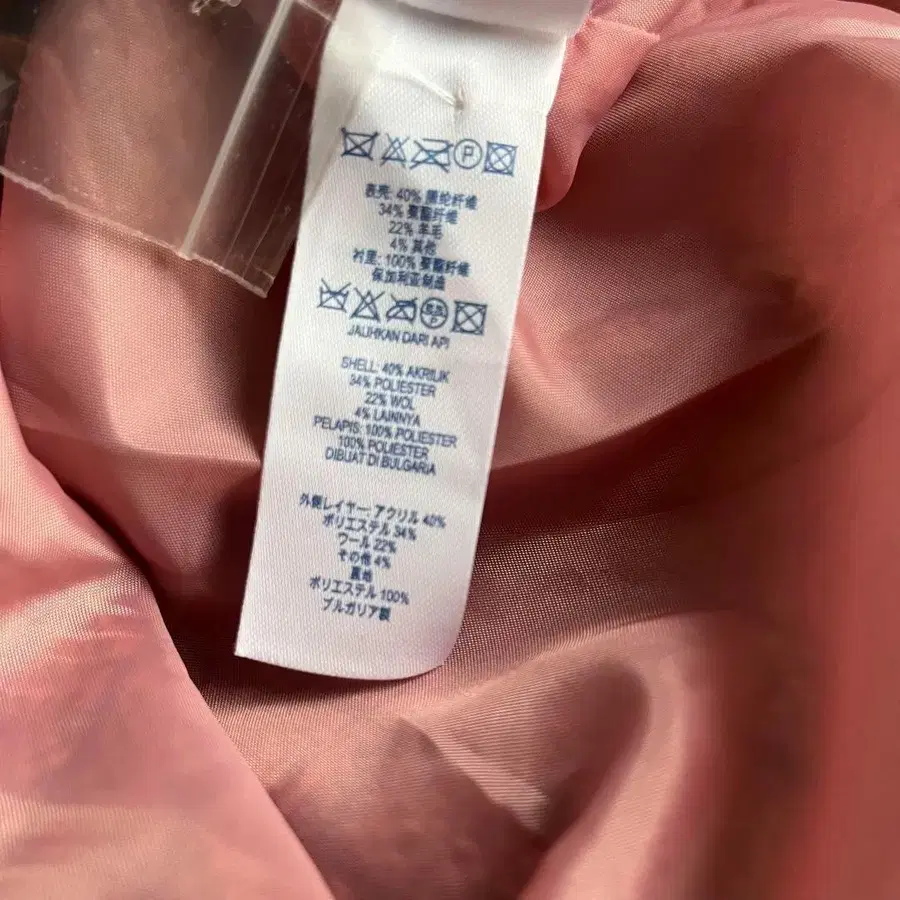 P
表壳: 40% 腈纶纤维
34% 聚酯纤维
22% 羊毛
4% 其他
衬里: 100% 聚酯纤维
保加利亚制造
P
JAUHKAN DARI API
SHELL: 40% AKRILIK
34% POLIESTER
22% WOL
4% LAINNYA
PELAPIS: 100% POLIESTER
100% POLIESTER
DIBUAT DI BULGARIA
外側レイヤー: アクリル 40%
ポリエステル 34%
ウール 22%
その他 4%
裏地
ポリエステル 100%
ブルガリア製